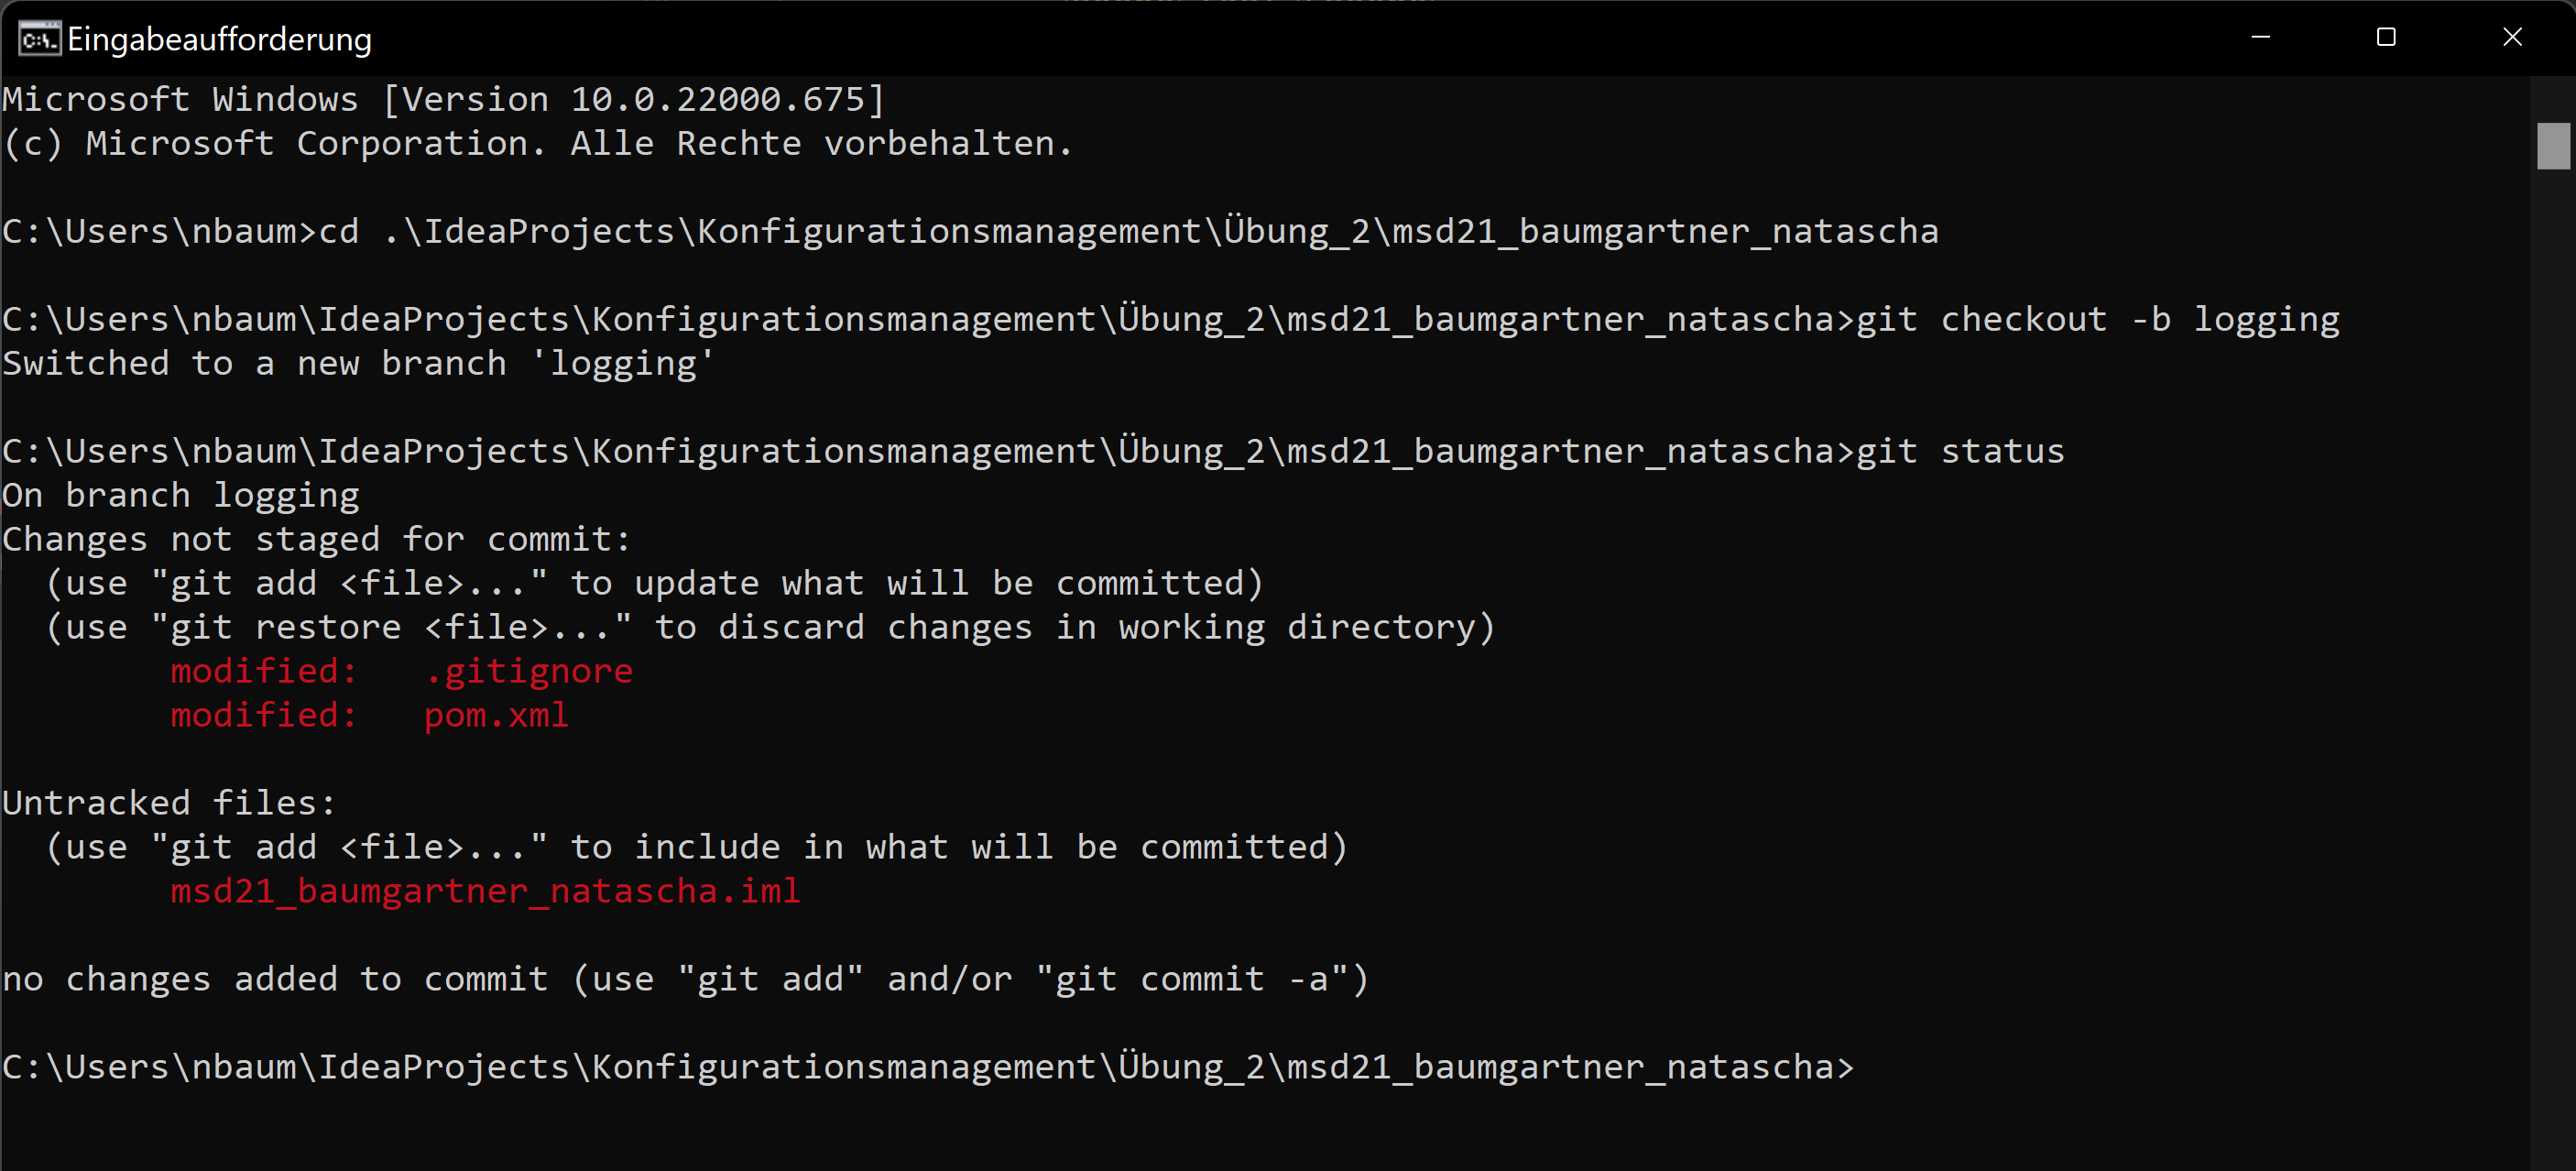 Eingabeaufforderung
Microsoft Windows [Version 10.0.22000.675]
(c) Microsoft Corporation. Alle Rechte vorbehalten.
C:\Users\nbaum>cd .\IdeaProjects\Konfigurationsmanagement\Übung_2\msd21_baumgartner_natascha
C:\Users\nbaum\IdeaProjects\Konfigurationsmanagement\Übung_2\msd21_baumgartner_natascha>git checkout -b logging
Switched to a new branch 'logging'
C:\Users\nbaum\IdeaProjects\Konfigurationsmanagement\Übung_2\msd21_baumgartner_natascha>git status
On branch logging
Changes not staged for commit:
  (use "git add <file>..." to update what will be committed)
  (use "git restore <file>..." to discard changes in working directory)
        modified:   .gitignore
        modified:   pom.xml
Untracked files:
  (use "git add <file>..." to include in what will be committed)
        msd21_baumgartner_natascha.iml
no changes added to commit (use "git add" and/or "git commit -a")
C:\Users\nbaum\IdeaProjects\Konfigurationsmanagement\Übung_2\msd21_baumgartner_natascha>